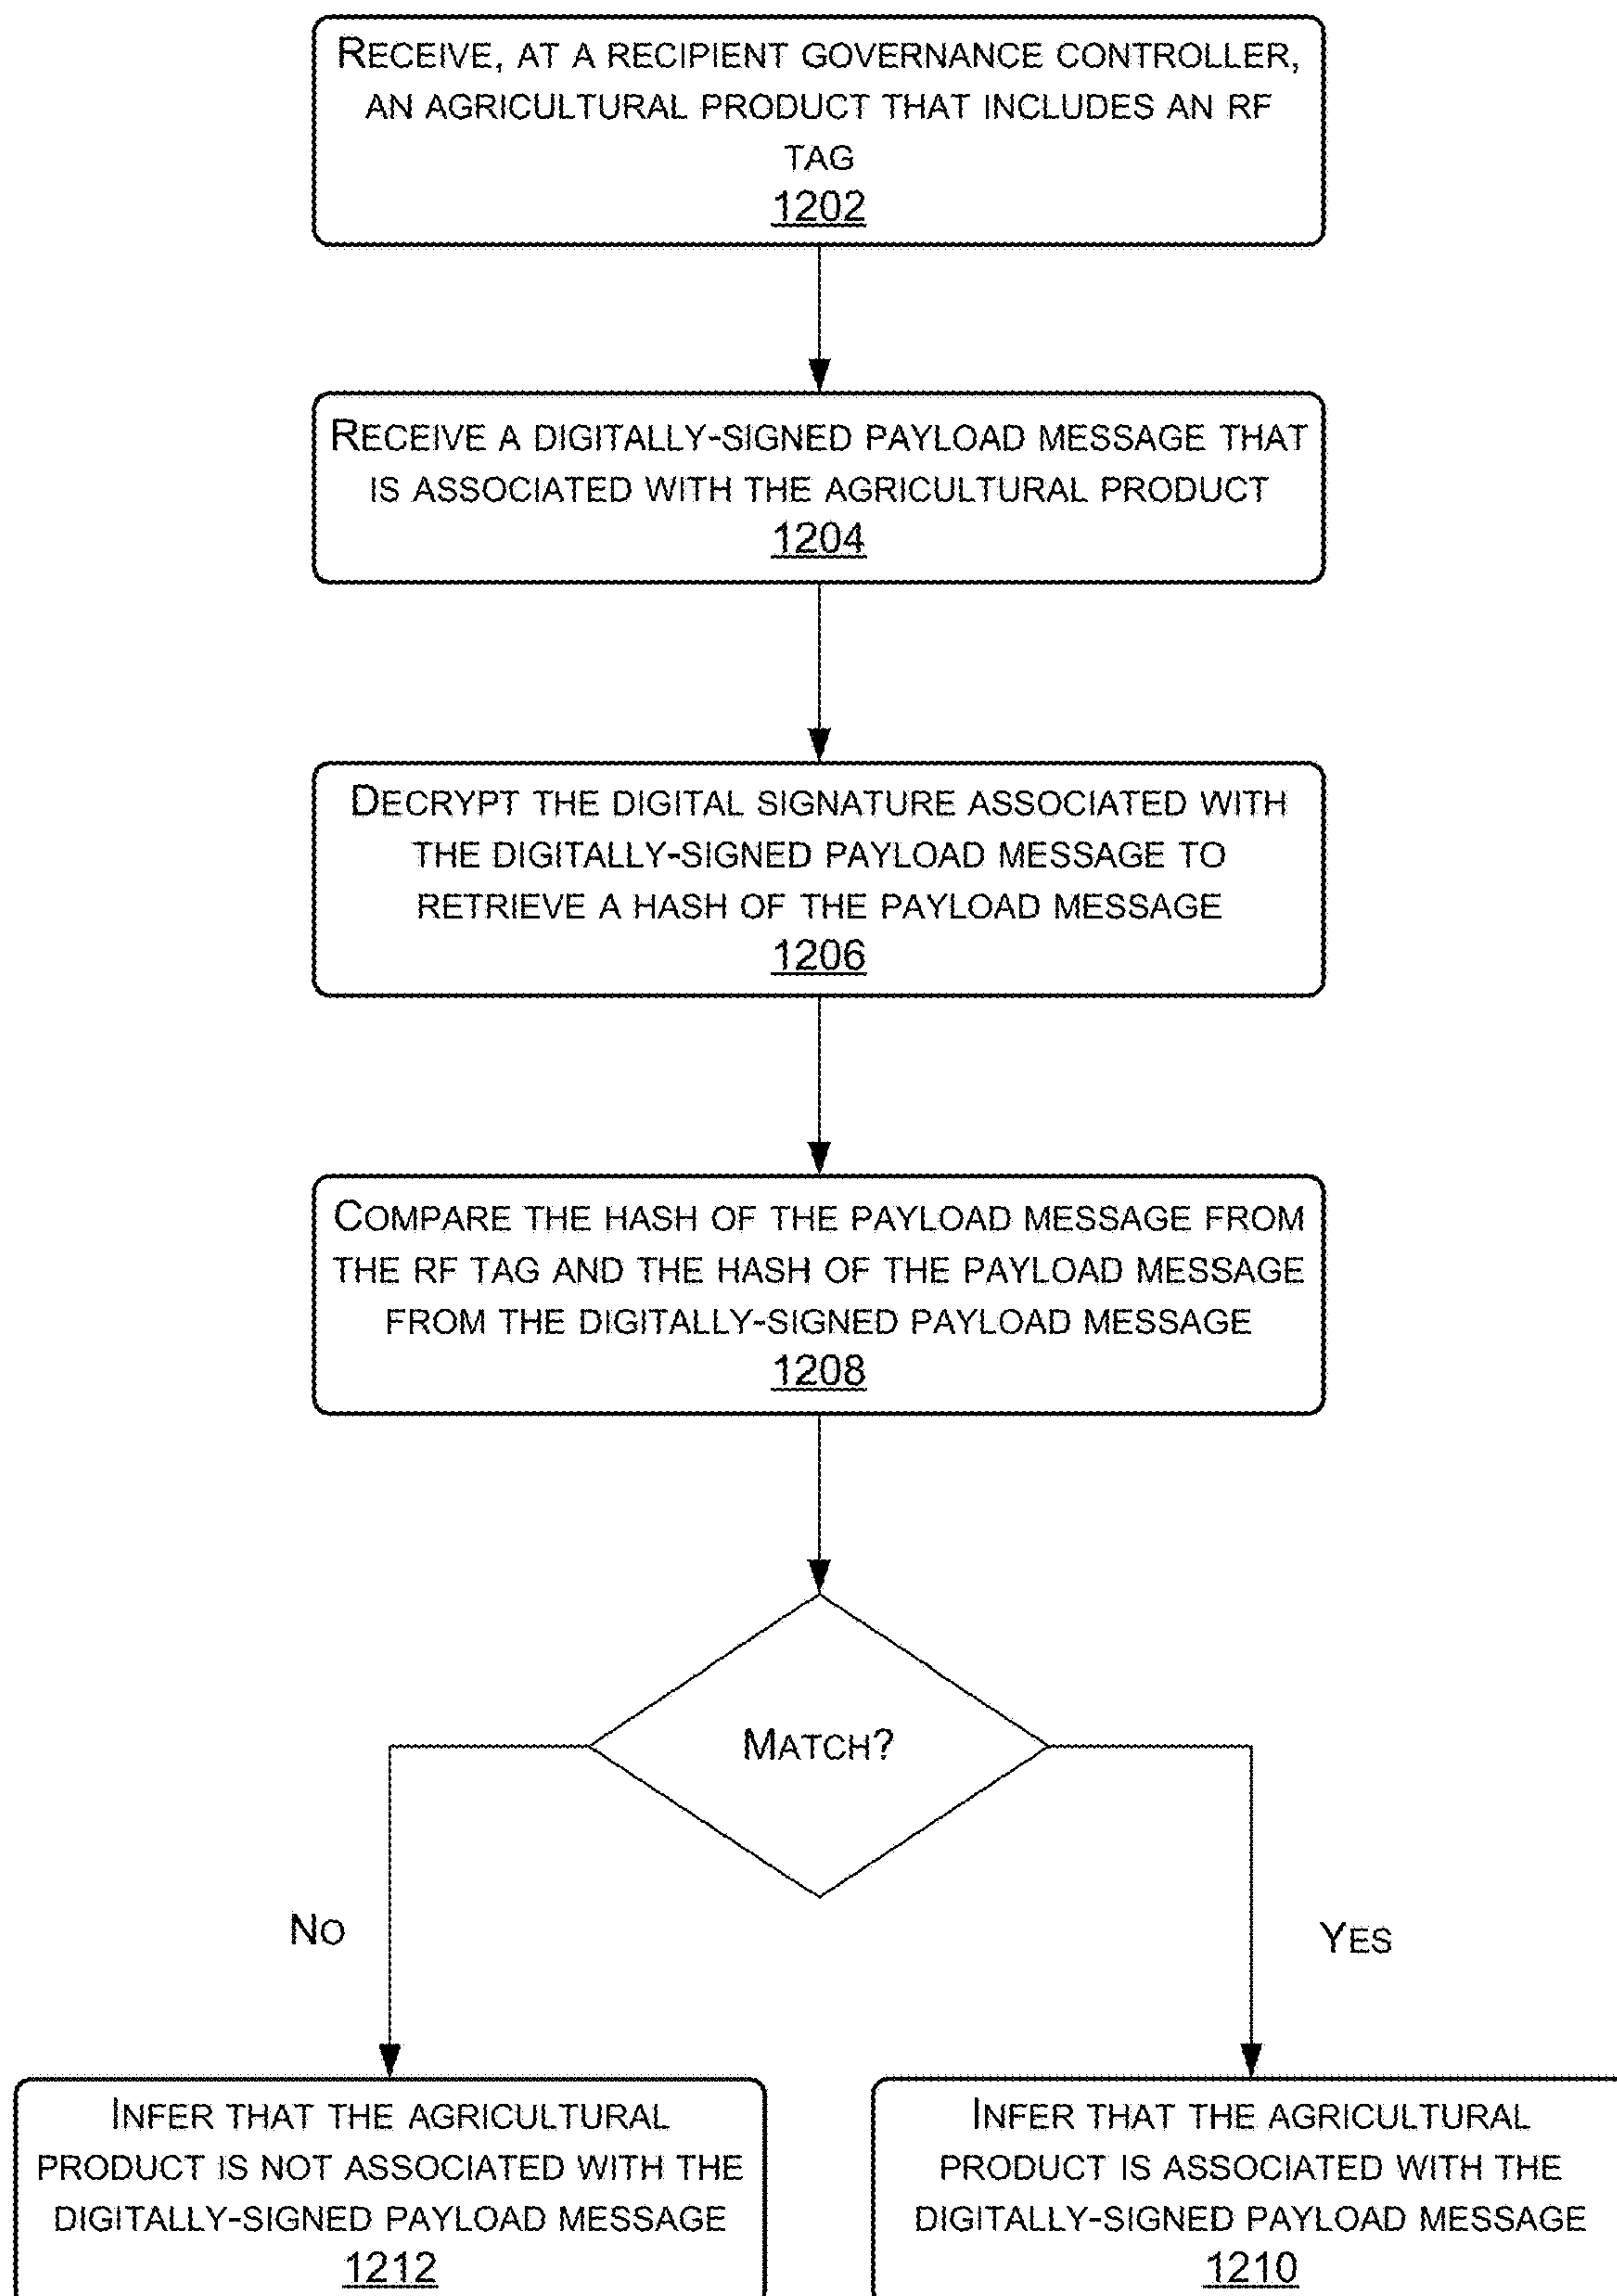 RECEIVE, AT A RECIPIENT GOVERNANCE CONTROLLER,
AN AGRICULTURAL PRODUCT THAT INCLUDES AN RF
TAG
1202
RECEIVE A DIGITALLY-SIGNED PAYLOAD MESSAGE THAT
IS ASSOCIATED WITH THE AGRICULTURAL PRODUCT
1204
DECRYPT THE DIGITAL SIGNATURE ASSOCIATED WITH
THE DIGITALLY-SIGNED PAYLOAD MESSAGE TO
RETRIEVE A HASH OF THE PAYLOAD MESSAGE
1206
COMPARE THE HASH OF THE PAYLOAD MESSAGE FROM
THE RF TAG AND THE HASH OF THE PAYLOAD MESSAGE
FROM THE DIGITALLY-SIGNED PAYLOAD MESSAGE
1208
MATCH?
NO
YES
INFER THAT THE AGRICULTURAL
PRODUCT IS NOT ASSOCIATED WITH THE
DIGITALLY-SIGNED PAYLOAD MESSAGE
1212
INFER THAT THE AGRICULTURAL
PRODUCT IS ASSOCIATED WITH THE
DIGITALLY-SIGNED PAYLOAD MESSAGE
1210